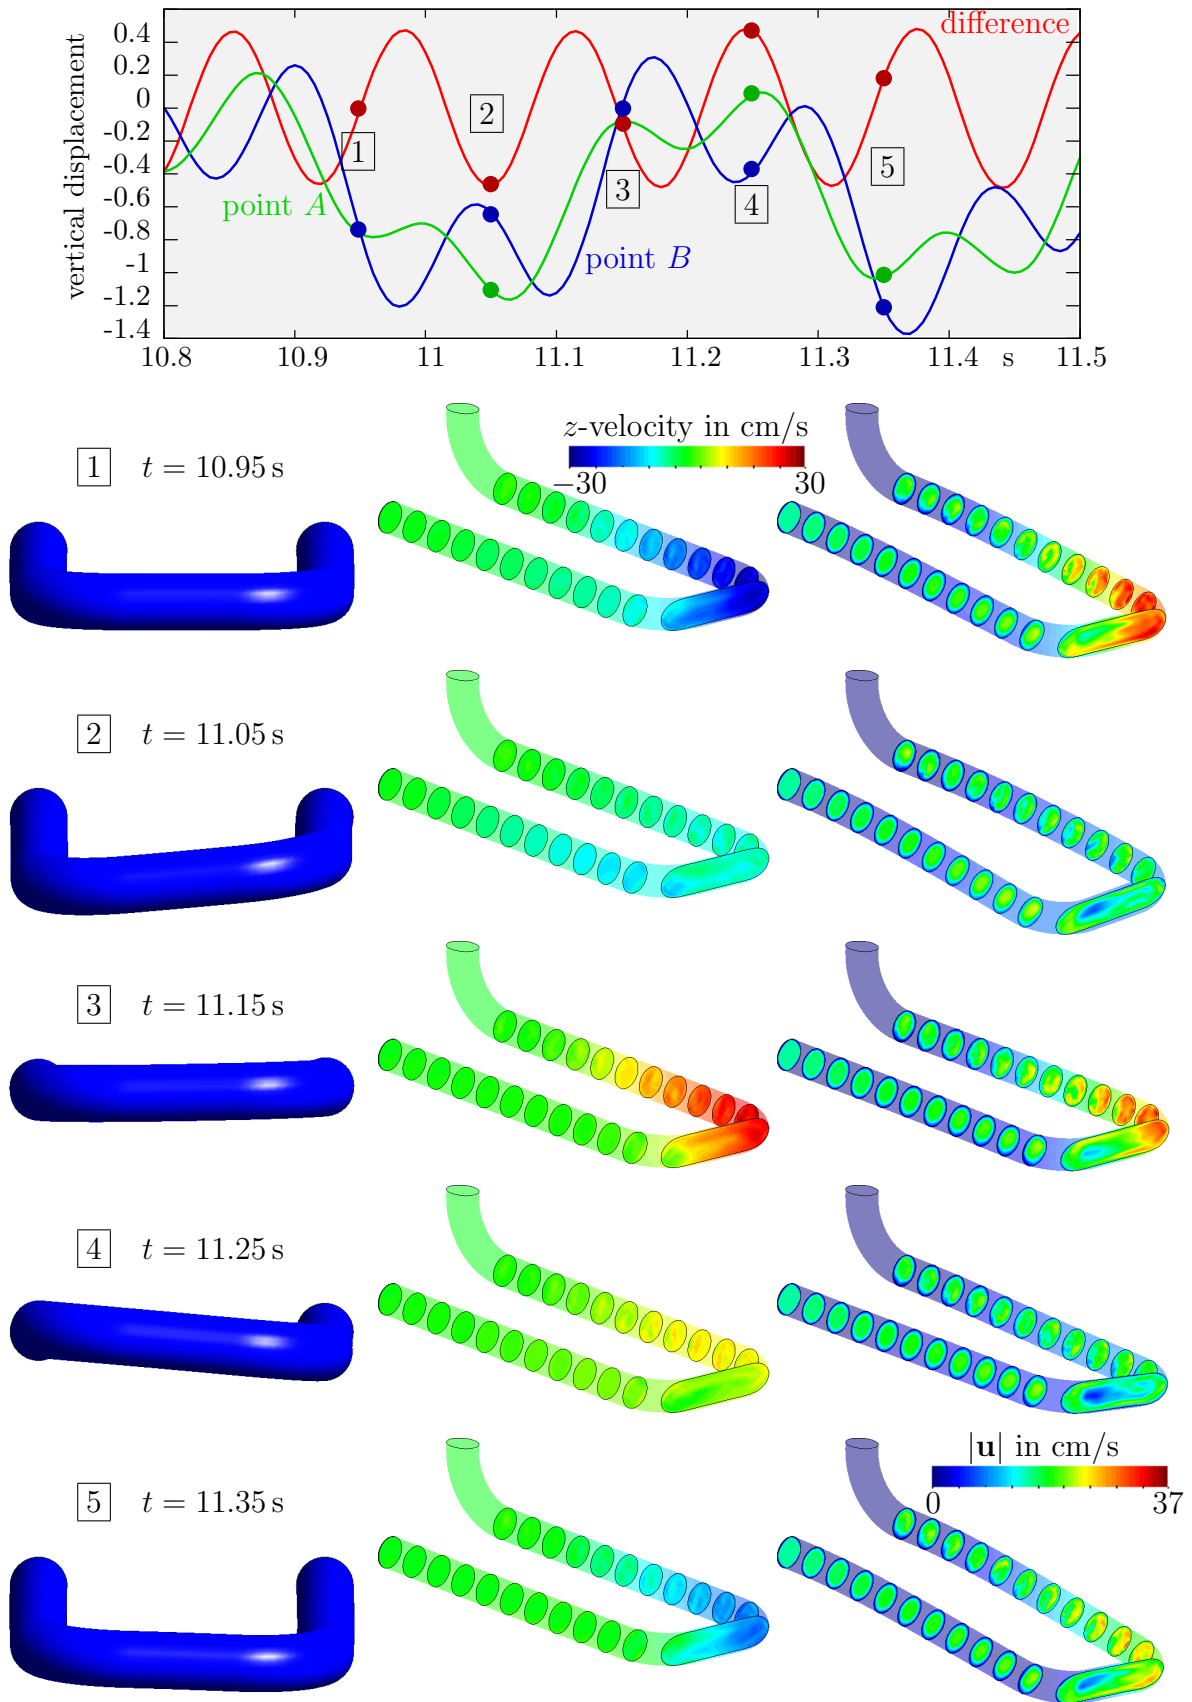 vertical displacement
0.4
0.2
0
-0.2
-0.4
-0.6
-0.8
-1
-1.2
-1.4
difference
point A
point B
1
2
3
4
5
10.8 10.9 11 11.1 11.2 11.3 11.4 s 11.5
z-velocity in cm/s
−30 30
1 t = 10.95 s
2 t = 11.05 s
3 t = 11.15 s
4 t = 11.25 s
|u| in cm/s
0 37
5 t = 11.35 s